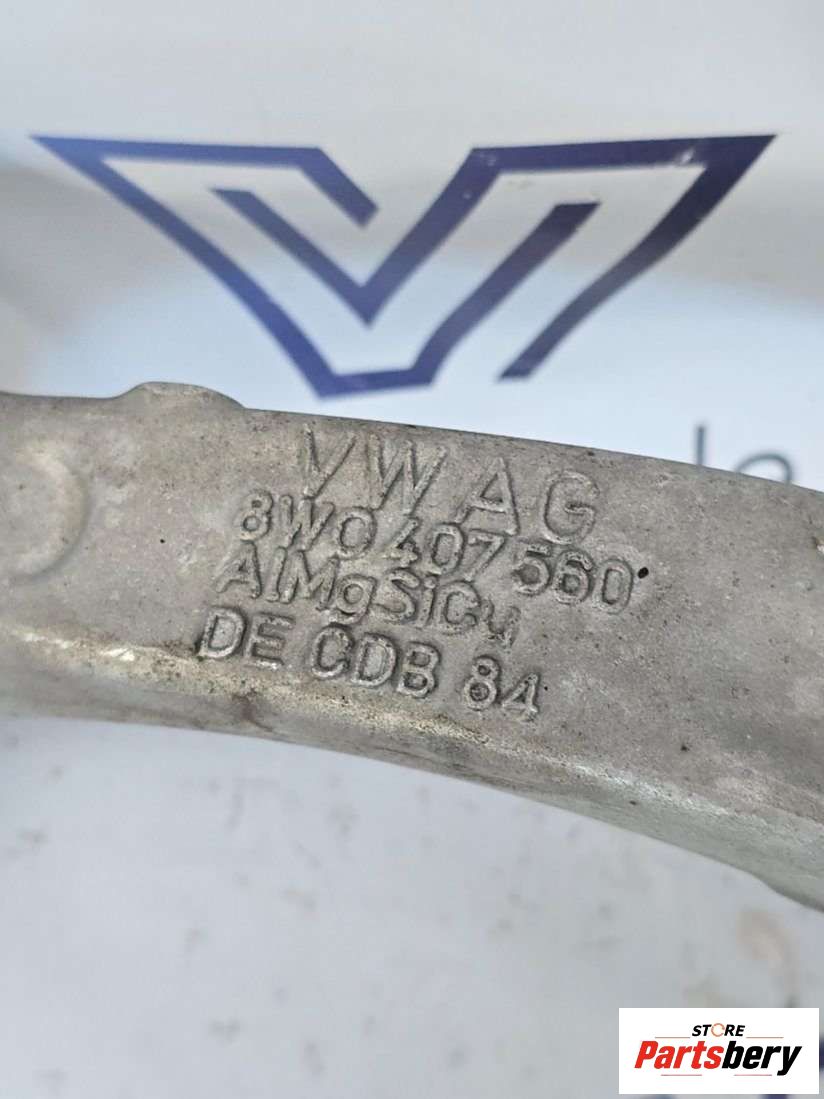 VW AG
8W0 407 560
AlMgSiCu
DE CDB 84
STORE
Partsbery